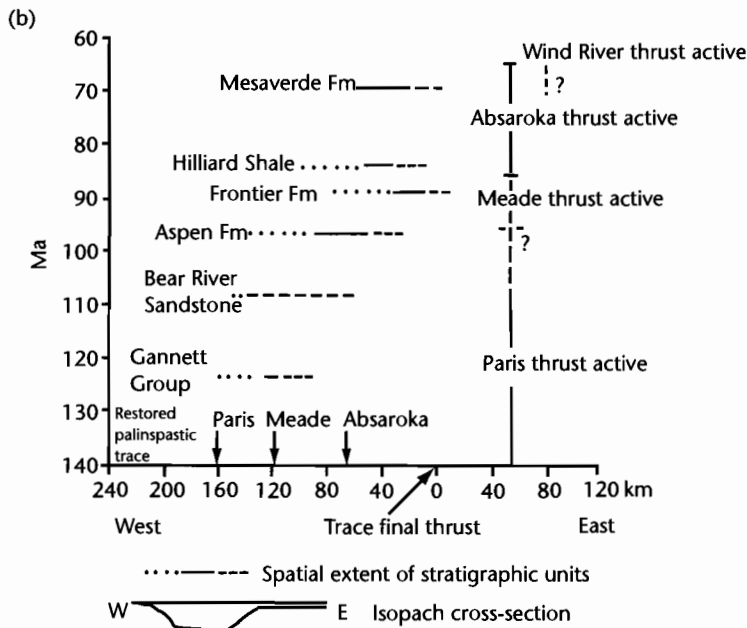 (b)
60
Wind River thrust active
Mesaverde Fm
?
70
Absaroka thrust active
80
Hilliard Shale
Frontier Fm
90
Meade thrust active
Ma
Aspen Fm
?
100
Bear River
Sandstone
110
Gannett
Group
120
Paris thrust active
130
Restored
palinspastic
trace
Paris Meade Absaroka
140
240 200 160 120 80 40 0 40 80 120 km
West
Trace final thrust
East
Spatial extent of stratigraphic units
W E Isopach cross-section